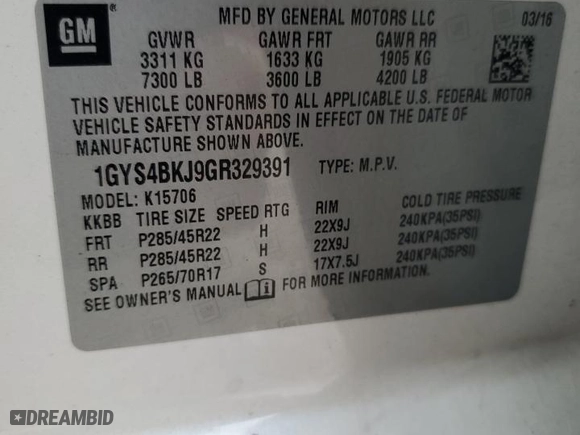 GM
MFD BY GENERAL MOTORS LLC 03/16
GVWR GAWR FRT GAWR RR
3311 KG 1633 KG 1905 KG
7300 LB 3600 LB 4200 LB
THIS VEHICLE CONFORMS TO ALL APPLICABLE U.S. FEDERAL MOTOR
VEHICLE SAFETY STANDARDS IN EFFECT ON THE DATE OF
MANUFACTURE SHOWN ABOVE.
1GYS4BKJ9GR329391 TYPE: M.P.V.
MODEL: K15706
KKBB TIRE SIZE SPEED RTG RIM COLD TIRE PRESSURE
FRT P285/45R22 H 22X9J 240KPA(35PSI)
RR P285/45R22 H 22X9J 240KPA(35PSI)
SPA P265/70R17 S 17X7.5J 240KPA(35PSI)
SEE OWNER'S MANUAL FOR MORE INFORMATION.
DREAMBID